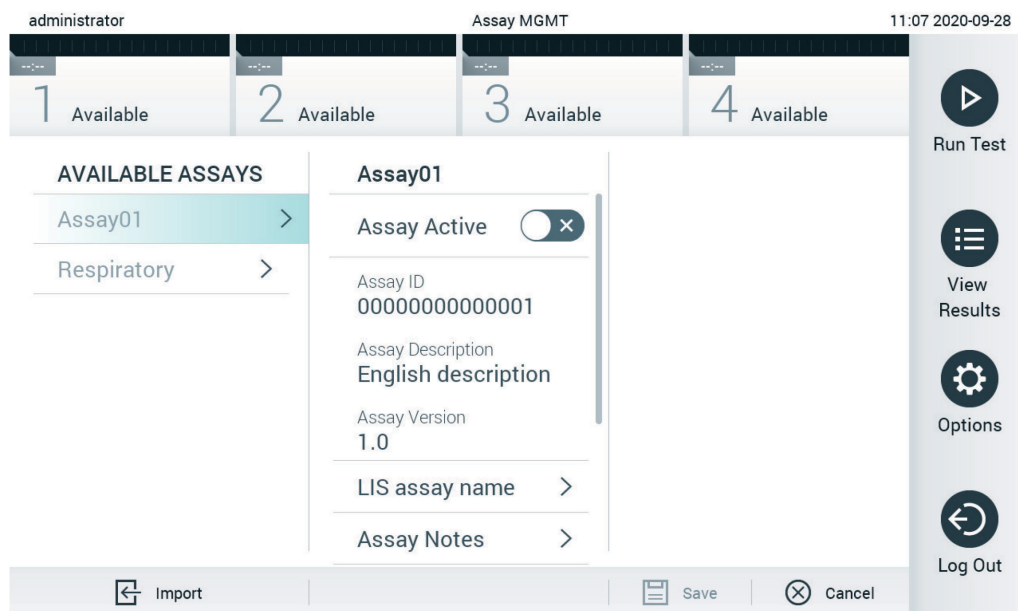 administrator
Assay MGMT
11:07 2020-09-28
--:--
--:--
--:--
--:--
1 Available
2 Available
3 Available
4 Available
AVAILABLE ASSAYS
Assay01
Respiratory
Assay01
Assay Active
Assay ID
00000000000001
Assay Description
English description
Assay Version
1.0
LIS assay name
Assay Notes
Run Test
View
Results
Options
Log Out
Import
Save
Cancel